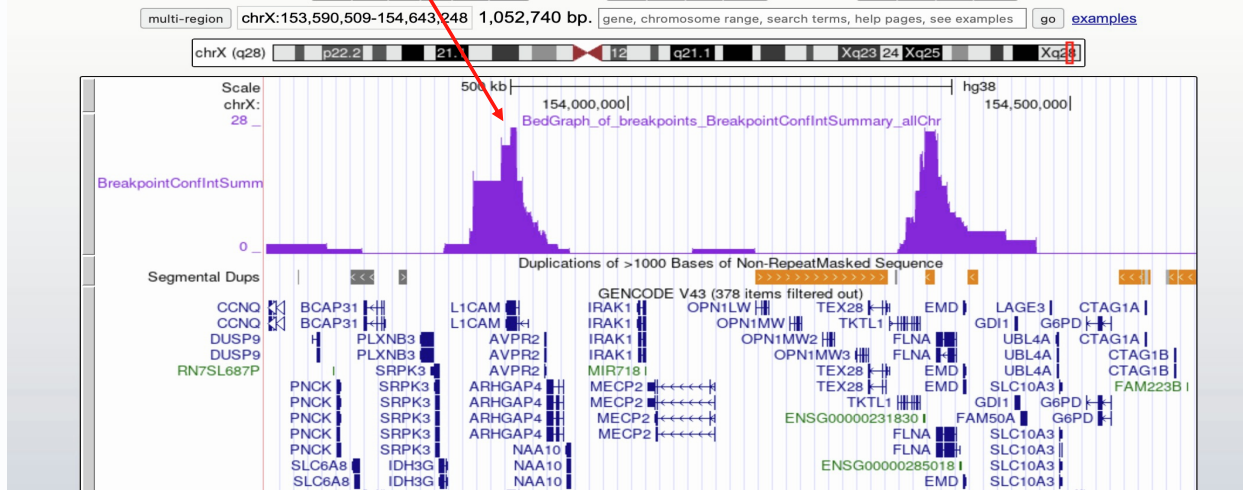 multi-region chrX:153,590,509-154,643,248 1,052,740 bp. gene, chromosome range, search terms, help pages, see examples go examples
chrX (q28) p22.2 12 q21.1 Xq23 24 Xq25 Xq28
Scale 500 kb hg38
chrX: 154,000,000 154,500,000
28 _ BedGraph_of_breakpoints_BreakpointConfIntSummary_allChr
BreakpointConfIntSumm
0 _
Duplications of >1000 Bases of Non-RepeatMasked Sequence
Segmental Dups
GENCODE V43 (378 items filtered out)
CCNQ BCAP31 L1CAM IRAK1 OPN1LW TEX28 EMD LAGE3 CTAG1A
CCNQ BCAP31 L1CAM IRAK1 OPN1MW TKTL1 GDI1 G6PD
DUSP9 PLXNB3 AVPR2 IRAK1 OPN1MW2 FLNA UBL4A CTAG1A
DUSP9 PLXNB3 AVPR2 IRAK1 OPN1MW3 FLNA UBL4A CTAG1B
RN7SL687P SRPK3 AVPR2 MIR718 TEX28 EMD UBL4A CTAG1B
PNCK SRPK3 ARHGAP4 MECP2 TEX28 EMD SLC10A3 FAM223B
PNCK SRPK3 ARHGAP4 MECP2 TKTL1 GDI1 G6PD
PNCK SRPK3 ARHGAP4 MECP2 ENSG00000231830 FAM50A G6PD
PNCK SRPK3 ARHGAP4 MECP2 FLNA SLC10A3
PNCK SRPK3 NAA10 FLNA SLC10A3
SLC6A8 IDH3G NAA10 ENSG00000285018 SLC10A3
SLC6A8 IDH3G NAA10 EMD SLC10A3